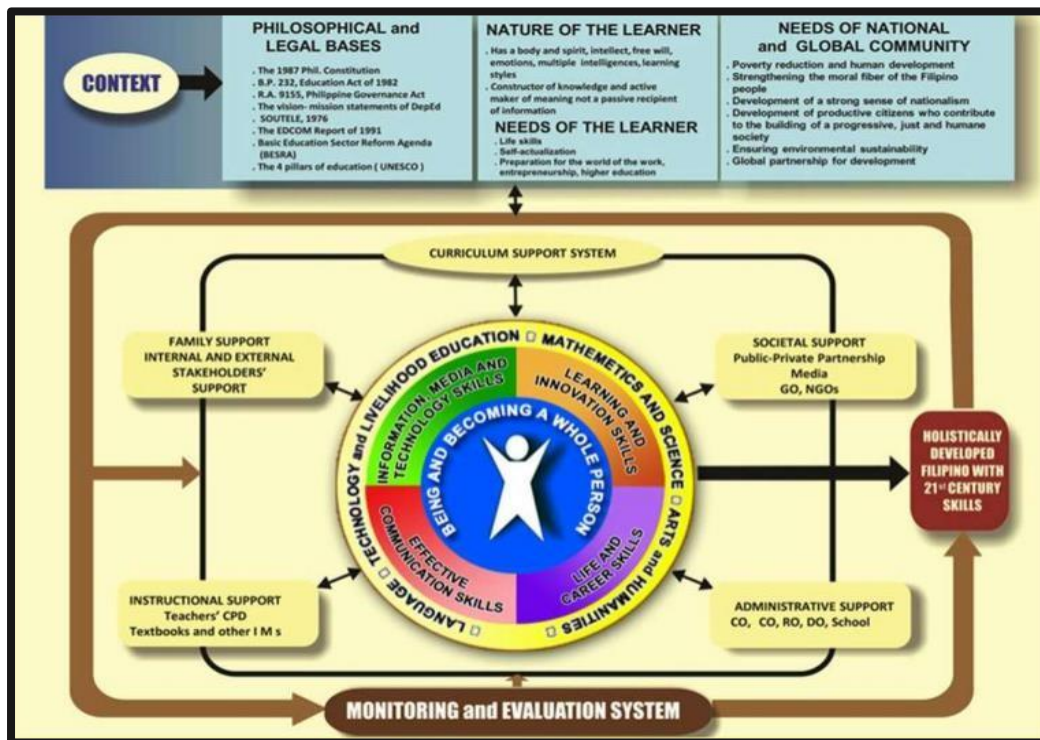 CONTEXT
PHILOSOPHICAL and
LEGAL BASES
. The 1987 Phil. Constitution
. B.P. 232, Education Act of 1982
. R.A. 9155, Philippine Governance Act
. The vision- mission statements of DepEd
. SOUTELE, 1976
. The EDCOM Report of 1991
. Basic Education Sector Reform Agenda
(BESRA)
. The 4 pillars of education ( UNESCO )
NATURE OF THE LEARNER
. Has a body and spirit, intellect, free will,
emotions, multiple intelligences, learning
styles
. Constructor of knowledge and active
maker of meaning not a passive recipient
of information
NEEDS OF THE LEARNER
. Life skills
. Self-actualization
. Preparation for the world of the work,
entrepreneurship, higher education
NEEDS OF NATIONAL
and GLOBAL COMMUNITY
. Poverty reduction and human development
. Strengthening the moral fiber of the Filipino
people
. Development of a strong sense of nationalism
. Development of productive citizens who contribute
to the building of a progressive, just and humane
society
. Ensuring environmental sustainability
. Global partnership for development
CURRICULUM SUPPORT SYSTEM
FAMILY SUPPORT
INTERNAL AND EXTERNAL
STAKEHOLDERS'
SUPPORT
SOCIETAL SUPPORT
Public-Private Partnership
Media
GO, NGOs
LANGUAGE □ TECHNOLOGY and LIVELIHOOD EDUCATION □ MATHEMETICS AND SCIENCE □ ARTS and HUMANITIES □
INFORMATION, MEDIA AND
TECHNOLOGY SKILLS
LEARNING AND
INNOVATION SKILLS
BEING AND BECOMING A WHOLE PERSON
EFFECTIVE
COMMUNICATION SKILLS
LIFE AND
CAREER SKILLS
HOLISTICALLY
DEVELOPED
FILIPINO WITH
21st CENTURY
SKILLS
INSTRUCTIONAL SUPPORT
Teachers' CPD
Textbooks and other I M s
ADMINISTRATIVE SUPPORT
CO, CO, RO, DO, School
MONITORING and EVALUATION SYSTEM